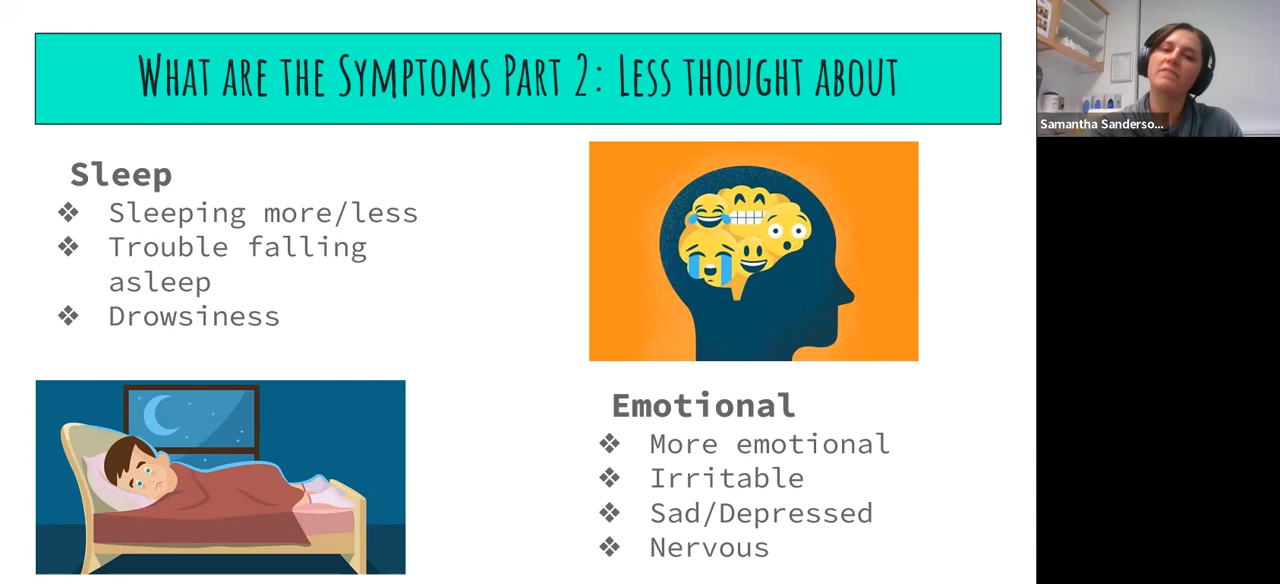 What are the Symptoms Part 2: Less thought about
Sleep
❖ Sleeping more/less
❖ Trouble falling
asleep
❖ Drowsiness
Emotional
❖ More emotional
❖ Irritable
❖ Sad/Depressed
❖ Nervous
Samantha Sanderso...